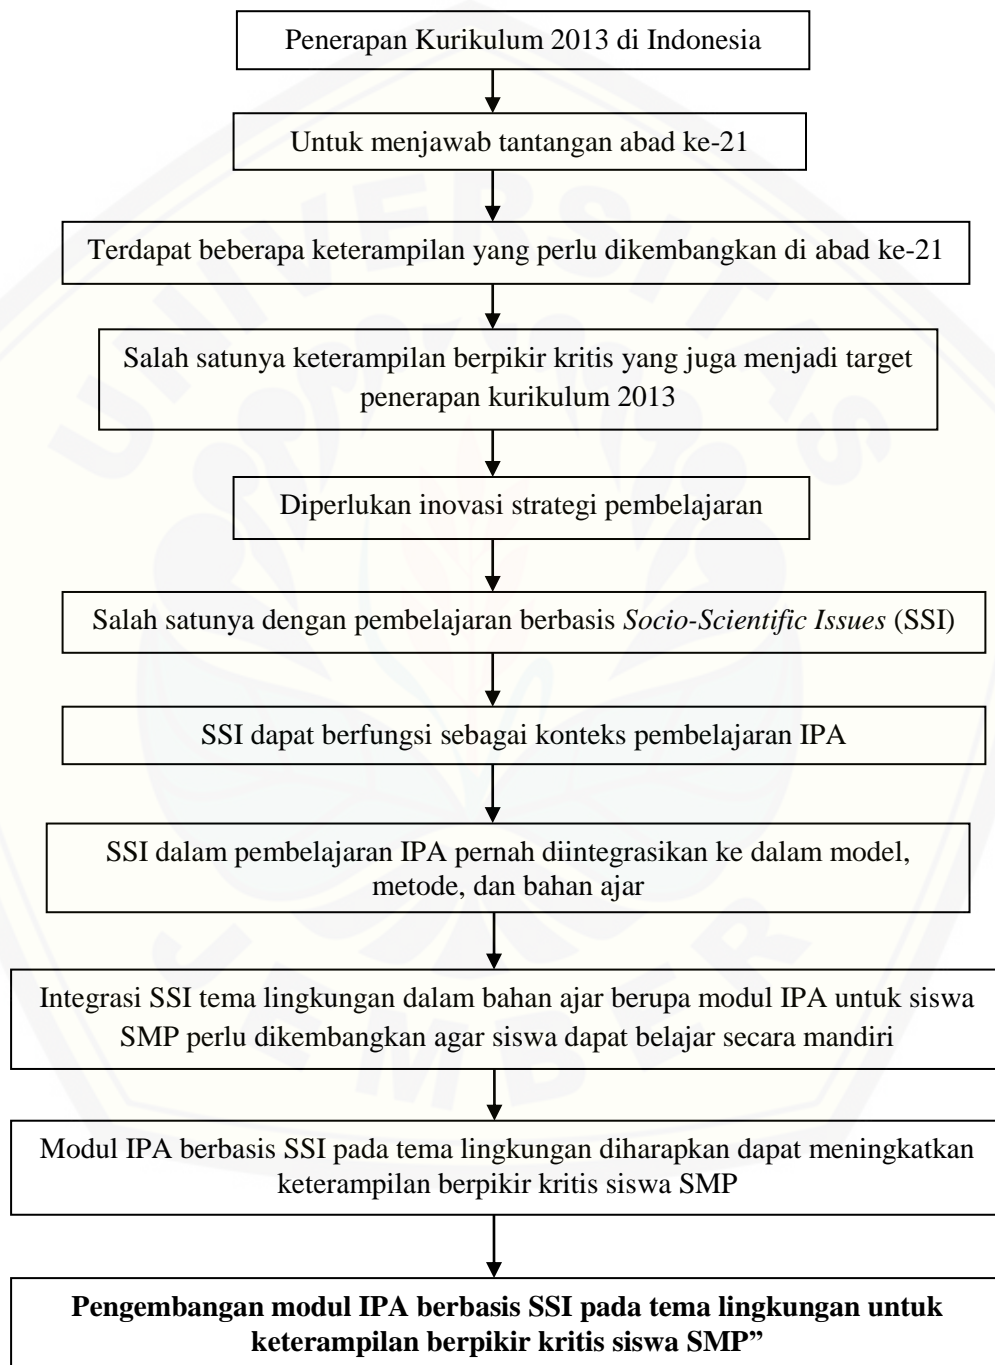 Penerapan Kurikulum 2013 di Indonesia
Untuk menjawab tantangan abad ke-21
Terdapat beberapa keterampilan yang perlu dikembangkan di abad ke-21
Salah satunya keterampilan berpikir kritis yang juga menjadi target
penerapan kurikulum 2013
Diperlukan inovasi strategi pembelajaran
Salah satunya dengan pembelajaran berbasis Socio-Scientific Issues (SSI)
SSI dapat berfungsi sebagai konteks pembelajaran IPA
SSI dalam pembelajaran IPA pernah diintegrasikan ke dalam model,
metode, dan bahan ajar
Integrasi SSI tema lingkungan dalam bahan ajar berupa modul IPA untuk siswa
SMP perlu dikembangkan agar siswa dapat belajar secara mandiri
Modul IPA berbasis SSI pada tema lingkungan diharapkan dapat meningkatkan
keterampilan berpikir kritis siswa SMP
Pengembangan modul IPA berbasis SSI pada tema lingkungan untuk
keterampilan berpikir kritis siswa SMP”
UNIVERSITAS
JEMBER